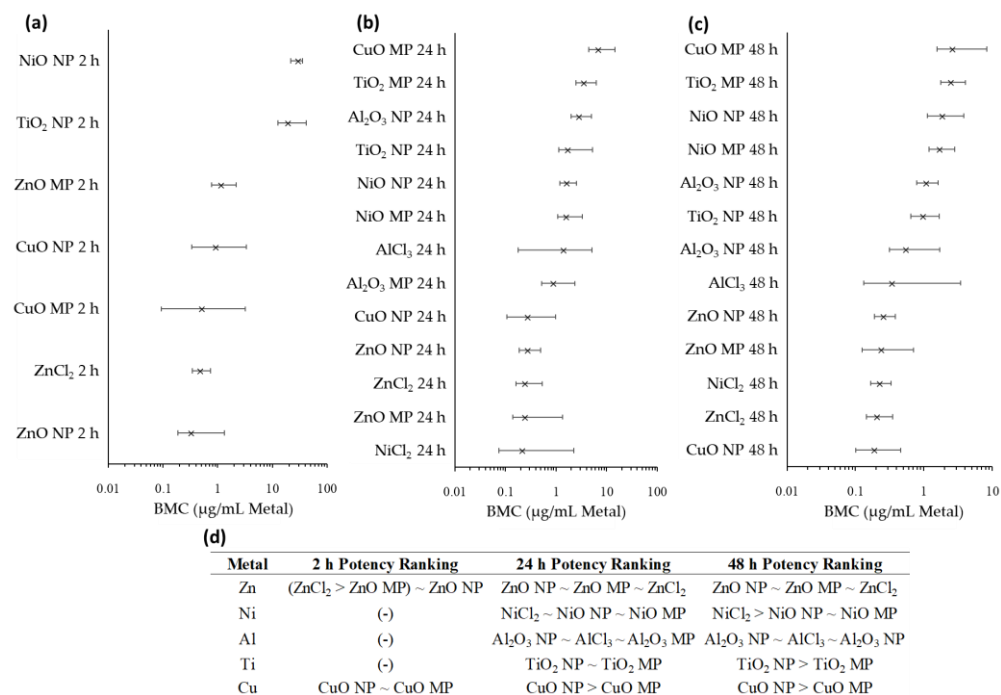 (a)
NiO NP 2 h
TiO₂ NP 2 h
ZnO MP 2 h
CuO NP 2 h
CuO MP 2 h
ZnCl₂ 2 h
ZnO NP 2 h
0.01 0.1 1 10 100
BMC (µg/mL Metal)
(b)
CuO MP 24 h
TiO₂ MP 24 h
Al₂O₃ NP 24 h
TiO₂ NP 24 h
NiO NP 24 h
NiO MP 24 h
AlCl₃ 24 h
Al₂O₃ MP 24 h
CuO NP 24 h
ZnO NP 24 h
ZnCl₂ 24 h
ZnO MP 24 h
NiCl₂ 24 h
0.01 0.1 1 10 100
BMC (µg/mL Metal)
(c)
CuO MP 48 h
TiO₂ MP 48 h
NiO NP 48 h
NiO MP 48 h
Al₂O₃ NP 48 h
TiO₂ NP 48 h
Al₂O₃ NP 48 h
AlCl₃ 48 h
ZnO NP 48 h
ZnO MP 48 h
NiCl₂ 48 h
ZnCl₂ 48 h
CuO NP 48 h
0.01 0.1 1 10
BMC (µg/mL Metal)
(d)
Metal 2 h Potency Ranking 24 h Potency Ranking 48 h Potency Ranking
Zn (ZnCl₂ > ZnO MP) ~ ZnO NP ZnO NP ~ ZnO MP ~ ZnCl₂ ZnO NP ~ ZnO MP ~ ZnCl₂
Ni (-) NiCl₂ ~ NiO NP ~ NiO MP NiCl₂ > NiO NP ~ NiO MP
Al (-) Al₂O₃ NP ~ AlCl₃ ~ Al₂O₃ MP Al₂O₃ NP ~ AlCl₃ ~ Al₂O₃ NP
Ti (-) TiO₂ NP ~ TiO₂ MP TiO₂ NP > TiO₂ MP
Cu CuO NP ~ CuO MP CuO NP > CuO MP CuO NP > CuO MP